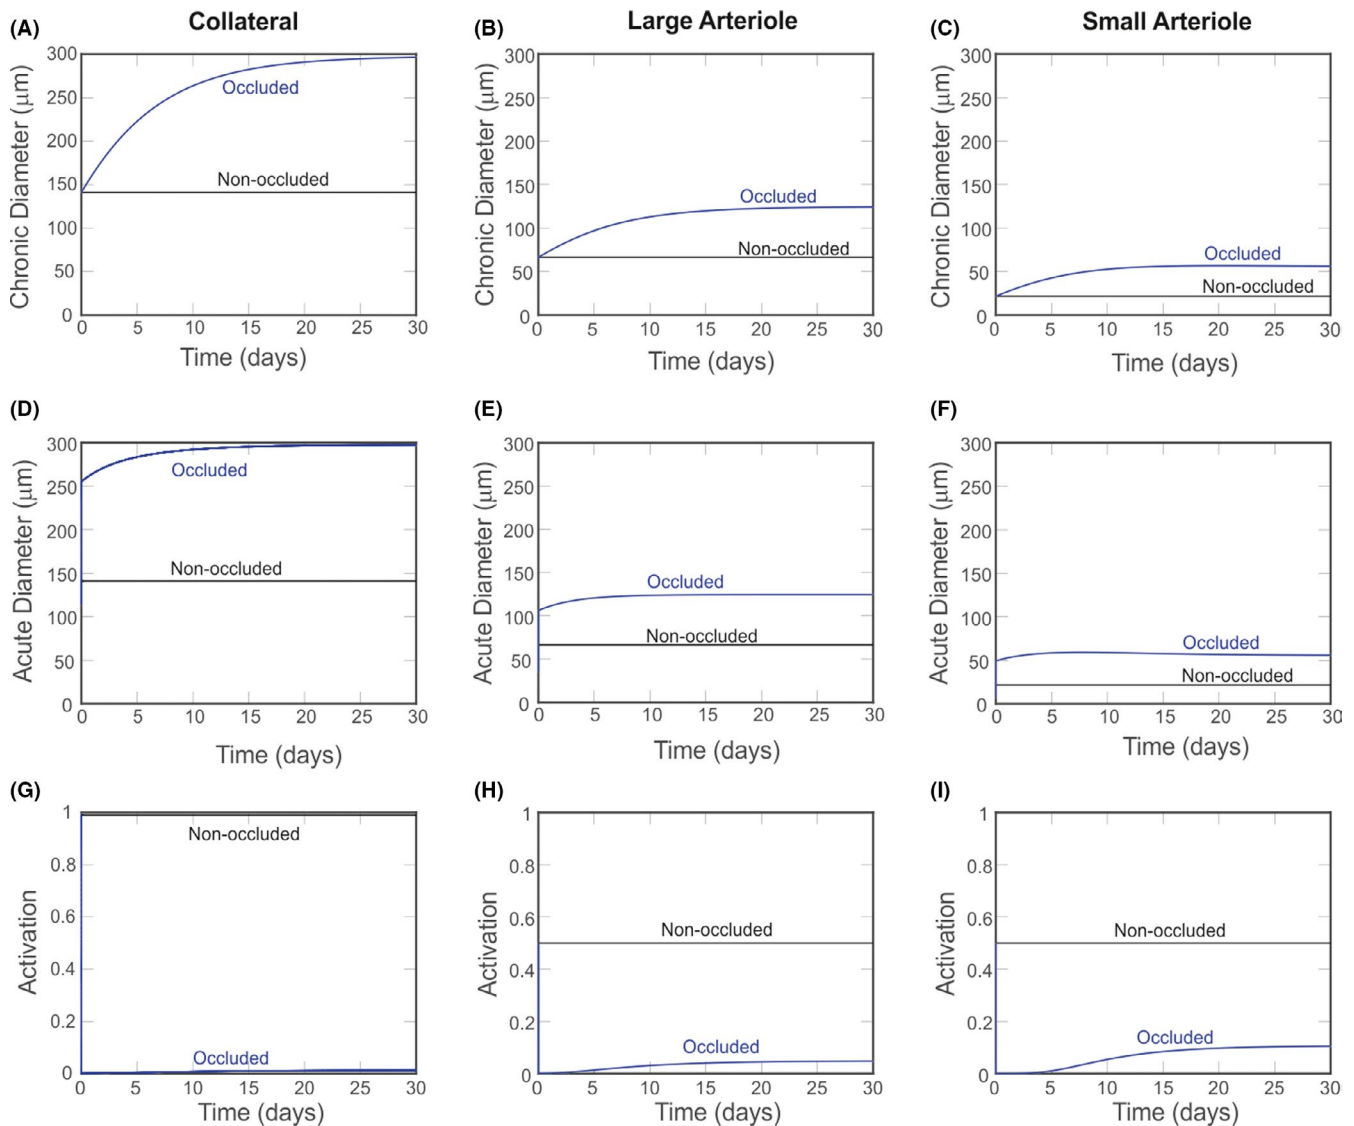 (A) Collateral
(B) Large Arteriole
(C) Small Arteriole
Chronic Diameter (μm)
300
250
200
150
100
50
0
Occluded
Non-occluded
0 5 10 15 20 25 30
Time (days)
Chronic Diameter (μm)
300
250
200
150
100
50
0
Occluded
Non-occluded
0 5 10 15 20 25 30
Time (days)
Chronic Diameter (μm)
300
250
200
150
100
50
0
Occluded
Non-occluded
0 5 10 15 20 25 30
Time (days)
(D)
Acute Diameter (μm)
300
250
200
150
100
50
0
Occluded
Non-occluded
0 5 10 15 20 25 30
Time (days)
(E)
Acute Diameter (μm)
300
250
200
150
100
50
0
Occluded
Non-occluded
0 5 10 15 20 25 30
Time (days)
(F)
Acute Diameter (μm)
300
250
200
150
100
50
0
Occluded
Non-occluded
0 5 10 15 20 25 30
Time (days)
(G)
Activation
1
0.8
0.6
0.4
0.2
0
Non-occluded
Occluded
0 5 10 15 20 25 30
Time (days)
(H)
Activation
1
0.8
0.6
0.4
0.2
0
Non-occluded
Occluded
0 5 10 15 20 25 30
Time (days)
(I)
Activation
1
0.8
0.6
0.4
0.2
0
Non-occluded
Occluded
0 5 10 15 20 25 30
Time (days)